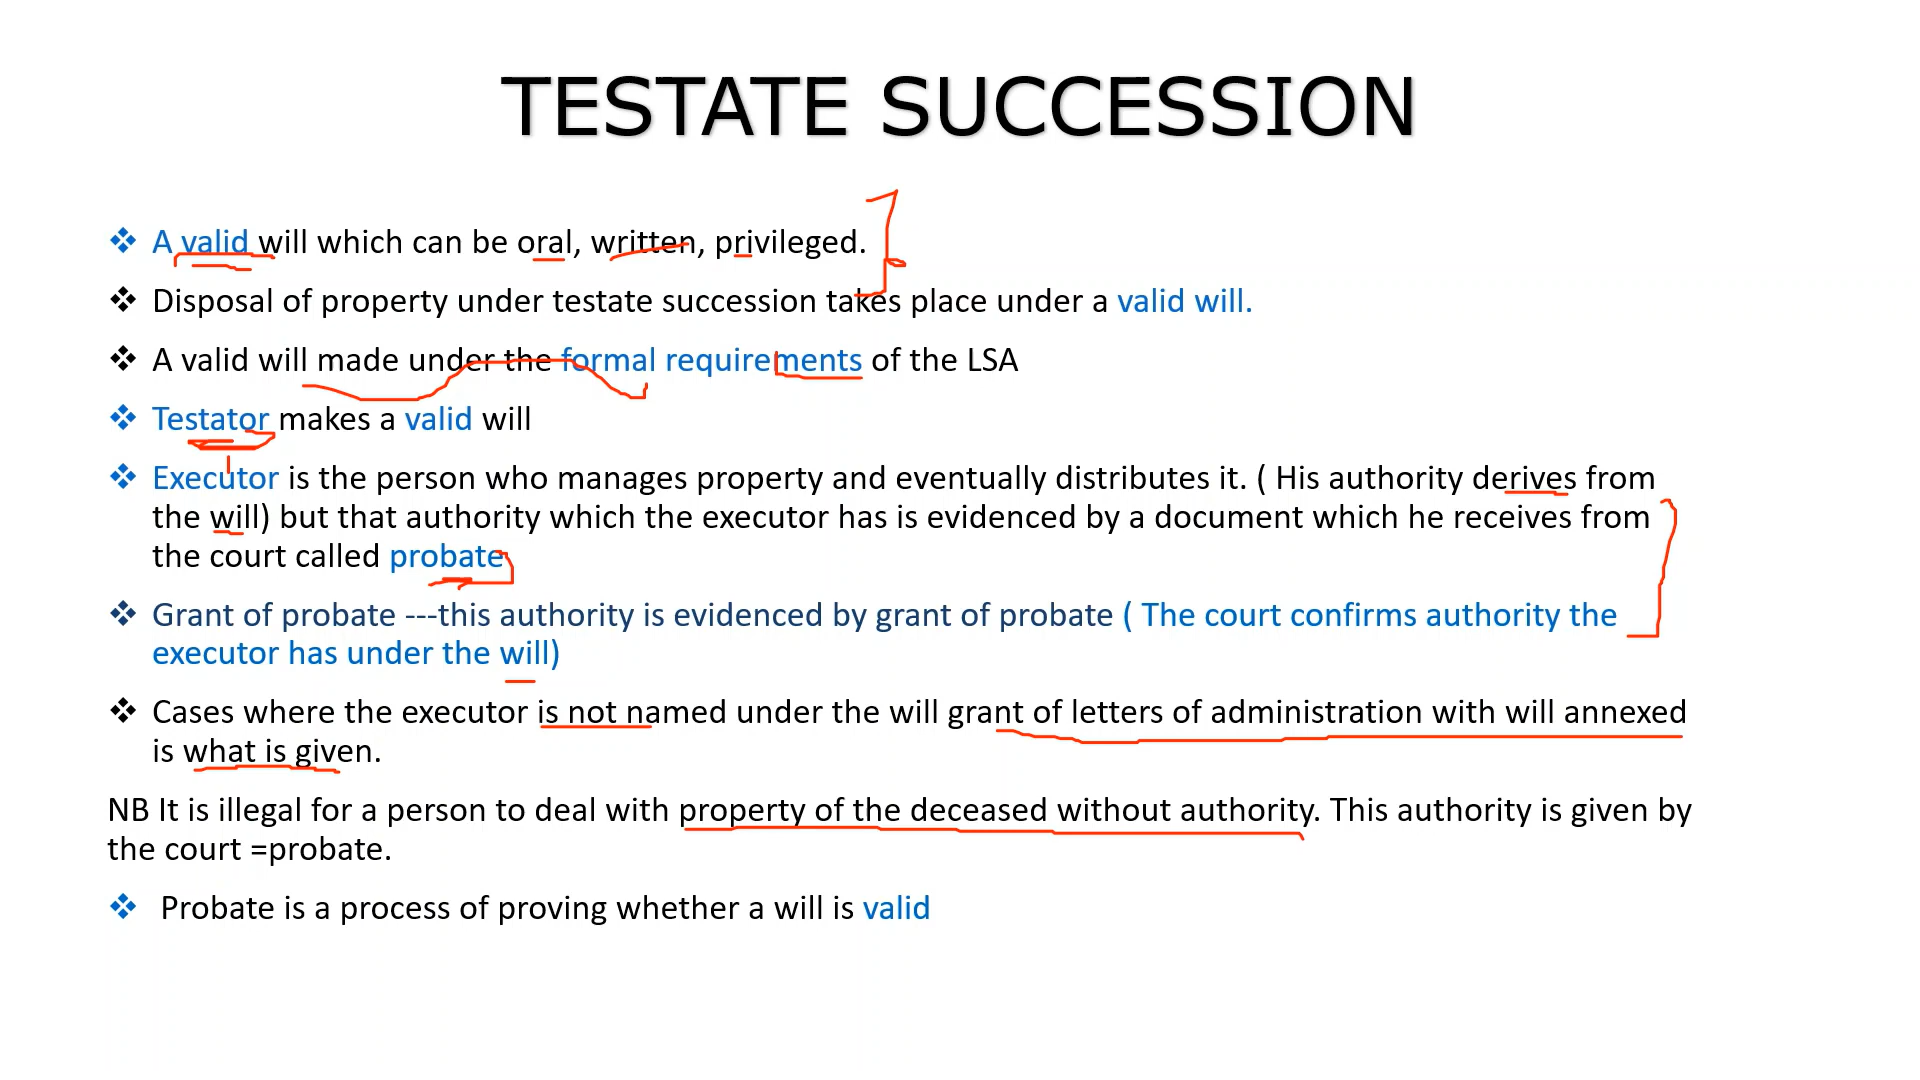 TESTATE SUCCESSION
A valid will which can be oral, written, privileged.
Disposal of property under testate succession takes place under a valid will.
A valid will made under the formal requirements of the LSA
Testator makes a valid will
Executor is the person who manages property and eventually distributes it. ( His authority derives from
the will) but that authority which the executor has is evidenced by a document which he receives from
the court called probate
Grant of probate ---this authority is evidenced by grant of probate ( The court confirms authority the
executor has under the will)
Cases where the executor is not named under the will grant of letters of administration with will annexed
is what is given.
NB It is illegal for a person to deal with property of the deceased without authority. This authority is given by
the court =probate.
Probate is a process of proving whether a will is valid